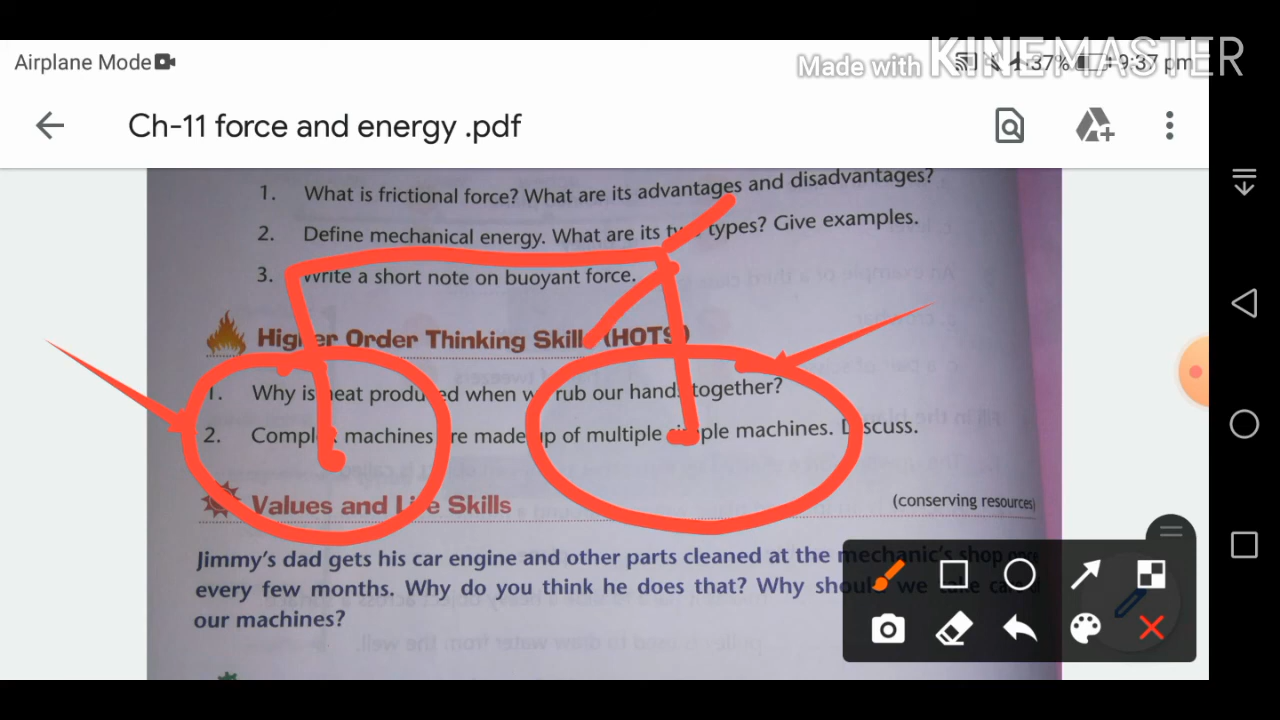 Airplane Mode
Made with KINEMASTER
37% 9:37 pm
Ch-11 force and energy .pdf
1. What is frictional force? What are its advantages and disadvantages?
2. Define mechanical energy. What are its types? Give examples.
3. Write a short note on buoyant force.
Higher Order Thinking Skill (HOTS)
1. Why is heat produced when we rub our hands together?
2. Complex machines are made up of multiple simple machines. Discuss.
Values and Life Skills
(conserving resources)
Jimmy's dad gets his car engine and other parts cleaned at the mechanic's shop
every few months. Why do you think he does that? Why should we take
our machines?